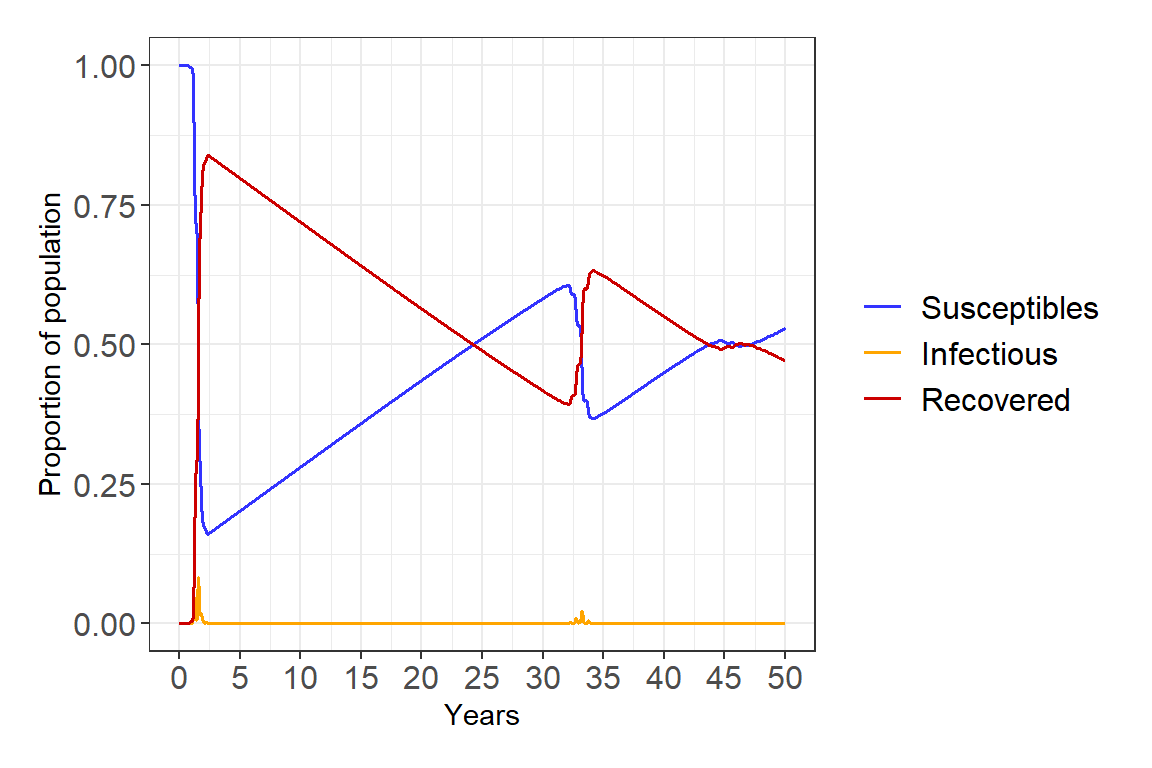 Proportion of population
1.00
0.75
0.50
0.25
0.00
0 5 10 15 20 25 30 35 40 45 50
Years
Susceptibles
Infectious
Recovered